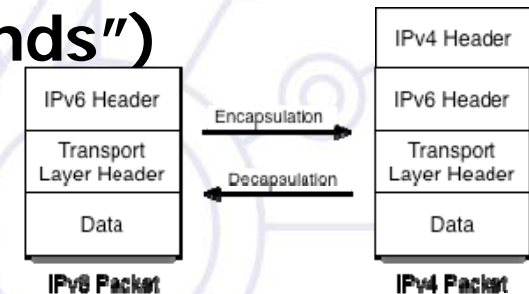 nds”)
IPv4 Header
IPv6 Header
IPv6 Header
Encapsulation
Transport
Layer Header
Transport
Layer Header
Decapsulation
Data
Data
IPv6 Packet
IPv4 Packet